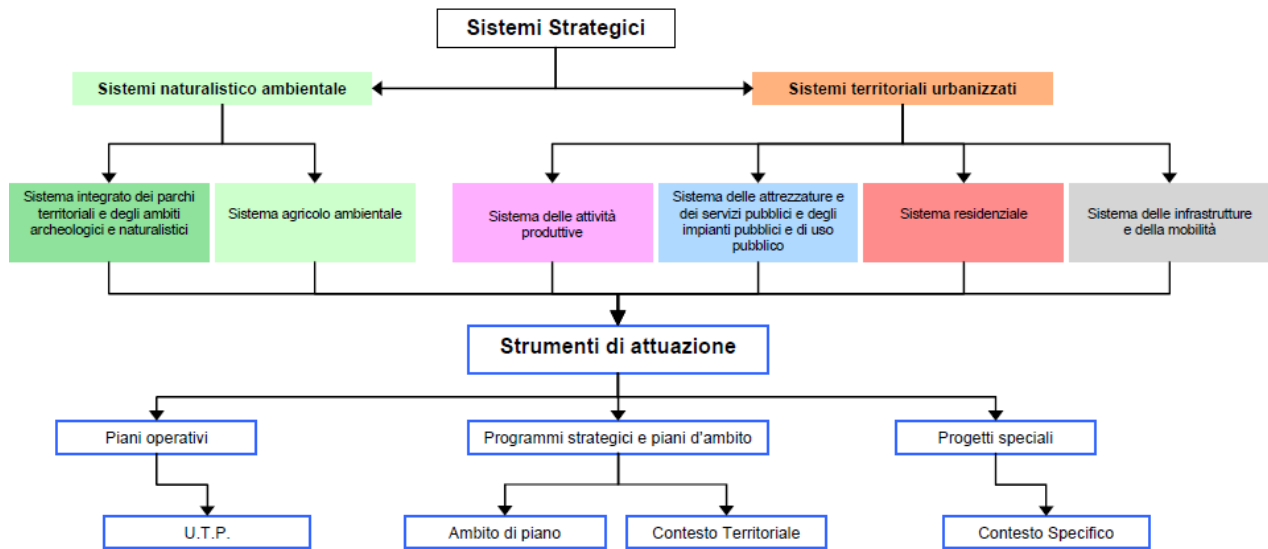 Sistemi Strategici
Sistemi naturalistico ambientale
Sistemi territoriali urbanizzati
Sistema integrato dei parchi
territoriali e degli ambiti
archeologici e naturalistici
Sistema agricolo ambientale
Sistema delle attività
produttive
Sistema delle attrezzature e
dei servizi pubblici e degli
impianti pubblici e di uso
pubblico
Sistema residenziale
Sistema delle infrastrutture
e della mobilità
Strumenti di attuazione
Piani operativi
Programmi strategici e piani d'ambito
Progetti speciali
U.T.P.
Ambito di piano
Contesto Territoriale
Contesto Specifico